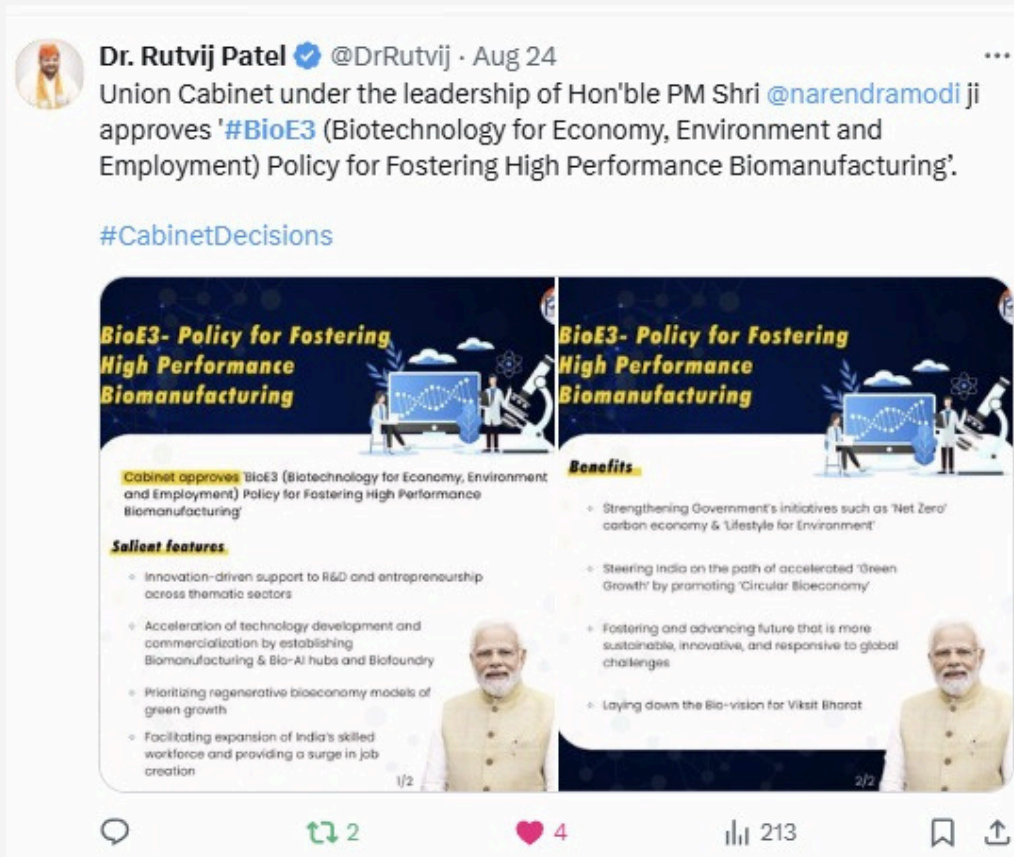 Dr. Rutvij Patel @DrRutvij · Aug 24
Union Cabinet under the leadership of Hon'ble PM Shri @narendramodi ji
approves '#BioE3 (Biotechnology for Economy, Environment and
Employment) Policy for Fostering High Performance Biomanufacturing’.
#CabinetDecisions
BioE3- Policy for Fostering
High Performance
Biomanufacturing
Cabinet approves 'BioE3 (Biotechnology for Economy, Environment
and Employment) Policy for Fostering High Performance
Biomanufacturing'
Salient features
Innovation-driven support to R&D and entrepreneurship
across thematic sectors
Acceleration of technology development and
commercialization by establishing
Biomanufacturing & Bio-AI hubs and Biofoundry
Prioritizing regenerative bioeconomy models of
green growth
Facilitating expansion of India's skilled
workforce and providing a surge in job
creation
1/2
BioE3- Policy for Fostering
High Performance
Biomanufacturing
Benefits
Strengthening Government's initiatives such as 'Net Zero'
carbon economy & 'Lifestyle for Environment'
Steering India on the path of accelerated 'Green
Growth' by promoting 'Circular Bioeconomy'
Fostering and advancing future that is more
sustainable, innovative, and responsive to global
challenges
Laying down the Bio-vision for Viksit Bharat
2/2
2 4 213